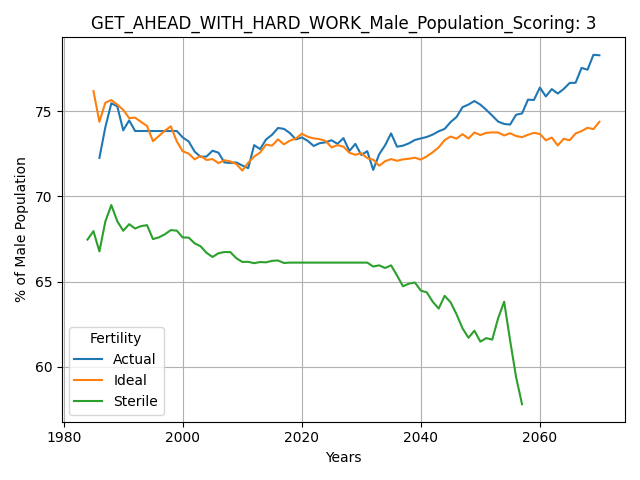 GET_AHEAD_WITH_HARD_WORK_Male_Population_Scoring: 3
% of Male Population
75
70
65
60
Fertility
Actual
Ideal
Sterile
1980 2000 2020 2040 2060
Years